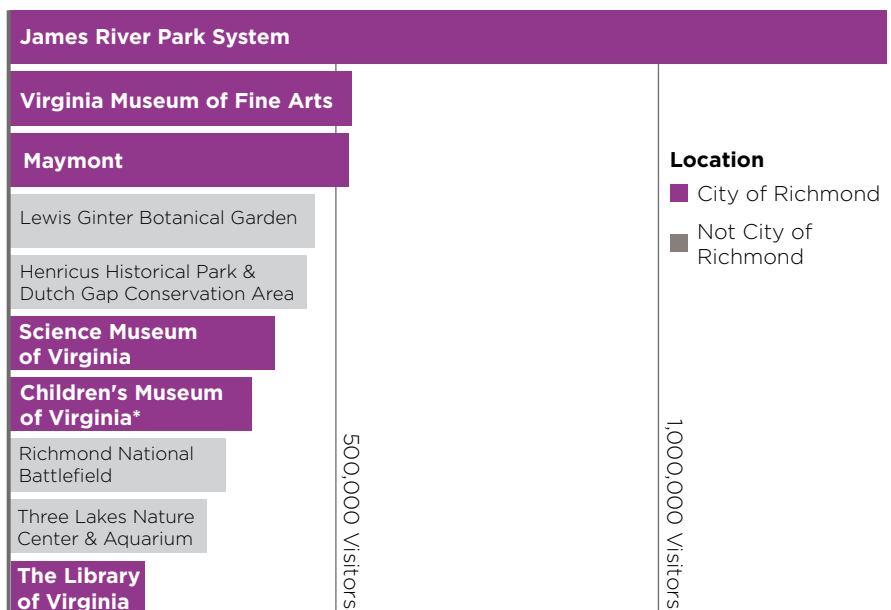 James River Park System
Virginia Museum of Fine Arts
Maymont
Lewis Ginter Botanical Garden
Henricus Historical Park &
Dutch Gap Conservation Area
Science Museum
of Virginia
Children's Museum
of Virginia*
Richmond National
Battlefield
Three Lakes Nature
Center & Aquarium
The Library
of Virginia
500,000 Visitors
1,000,000 Visitors
Location
City of Richmond
Not City of
Richmond